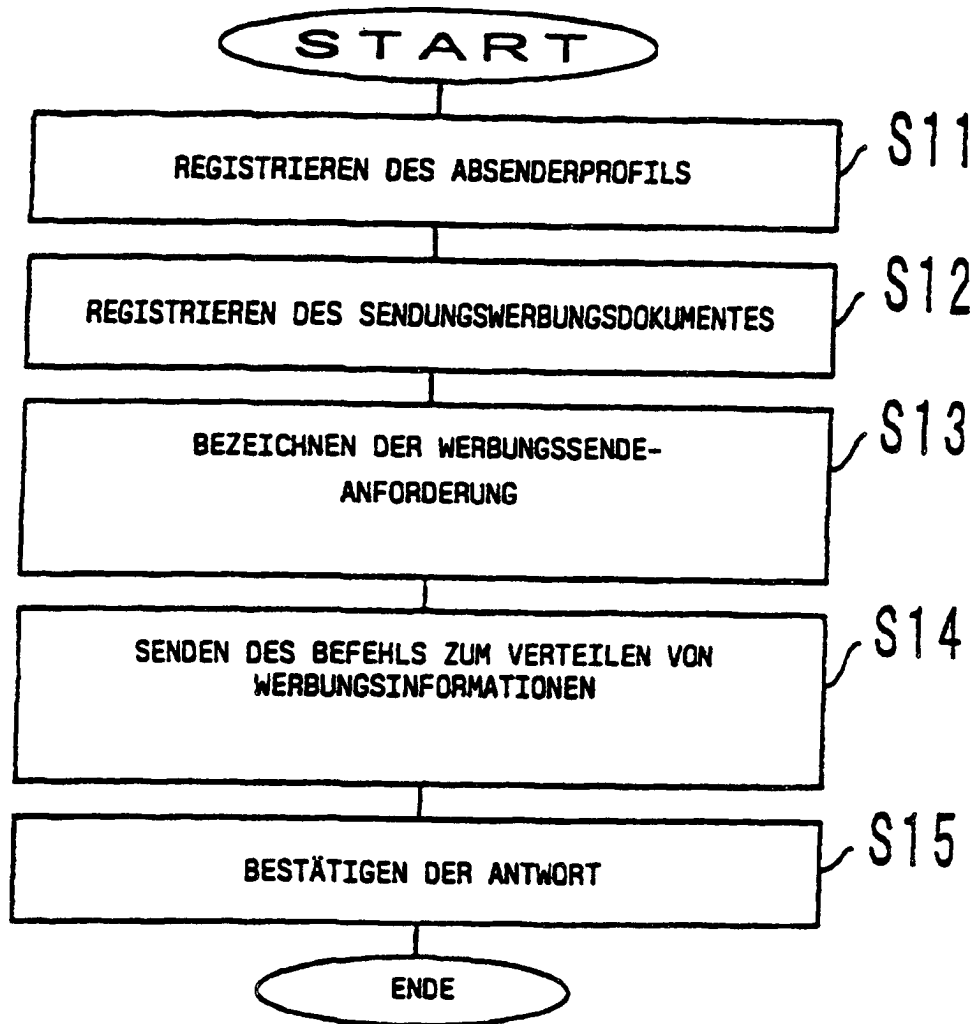 START
REGISTRIEREN DES ABSENDERPROFILS
S11
REGISTRIEREN DES SENDUNGSWERBUNGSDOKUMENTES
S12
BEZEICHNEN DER WERBUNGSSENDE-
ANFORDERUNG
S13
SENDEN DES BEFEHLS ZUM VERTEILEN VON
WERBUNGSINFORMATIONEN
S14
BESTÄTIGEN DER ANTWORT
S15
ENDE